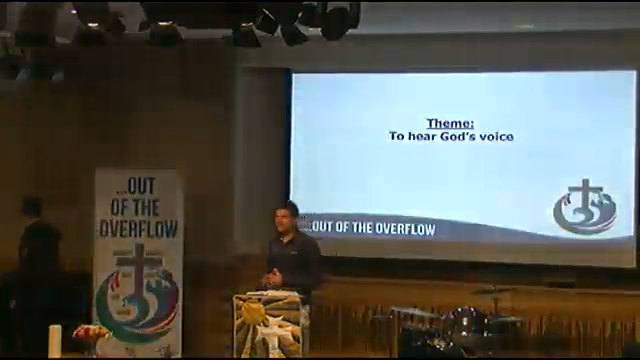 Theme:
To hear God's voice
...OUT OF THE OVERFLOW
...OUT
OF THE
OVERFLOW